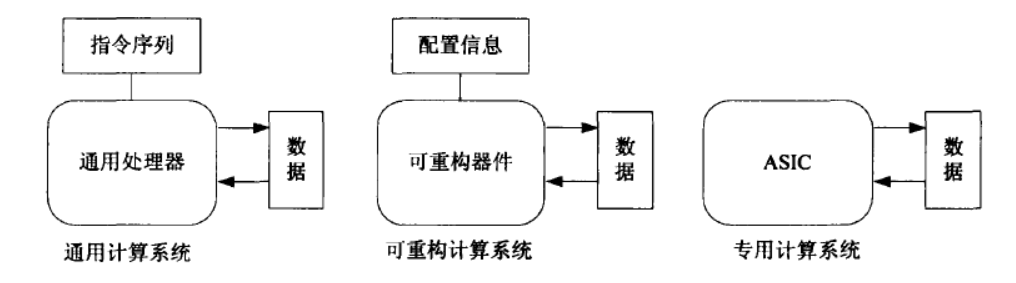 指令序列
配置信息
通用处理器
数据
可重构器件
数据
ASIC
数据
通用计算系统
可重构计算系统
专用计算系统